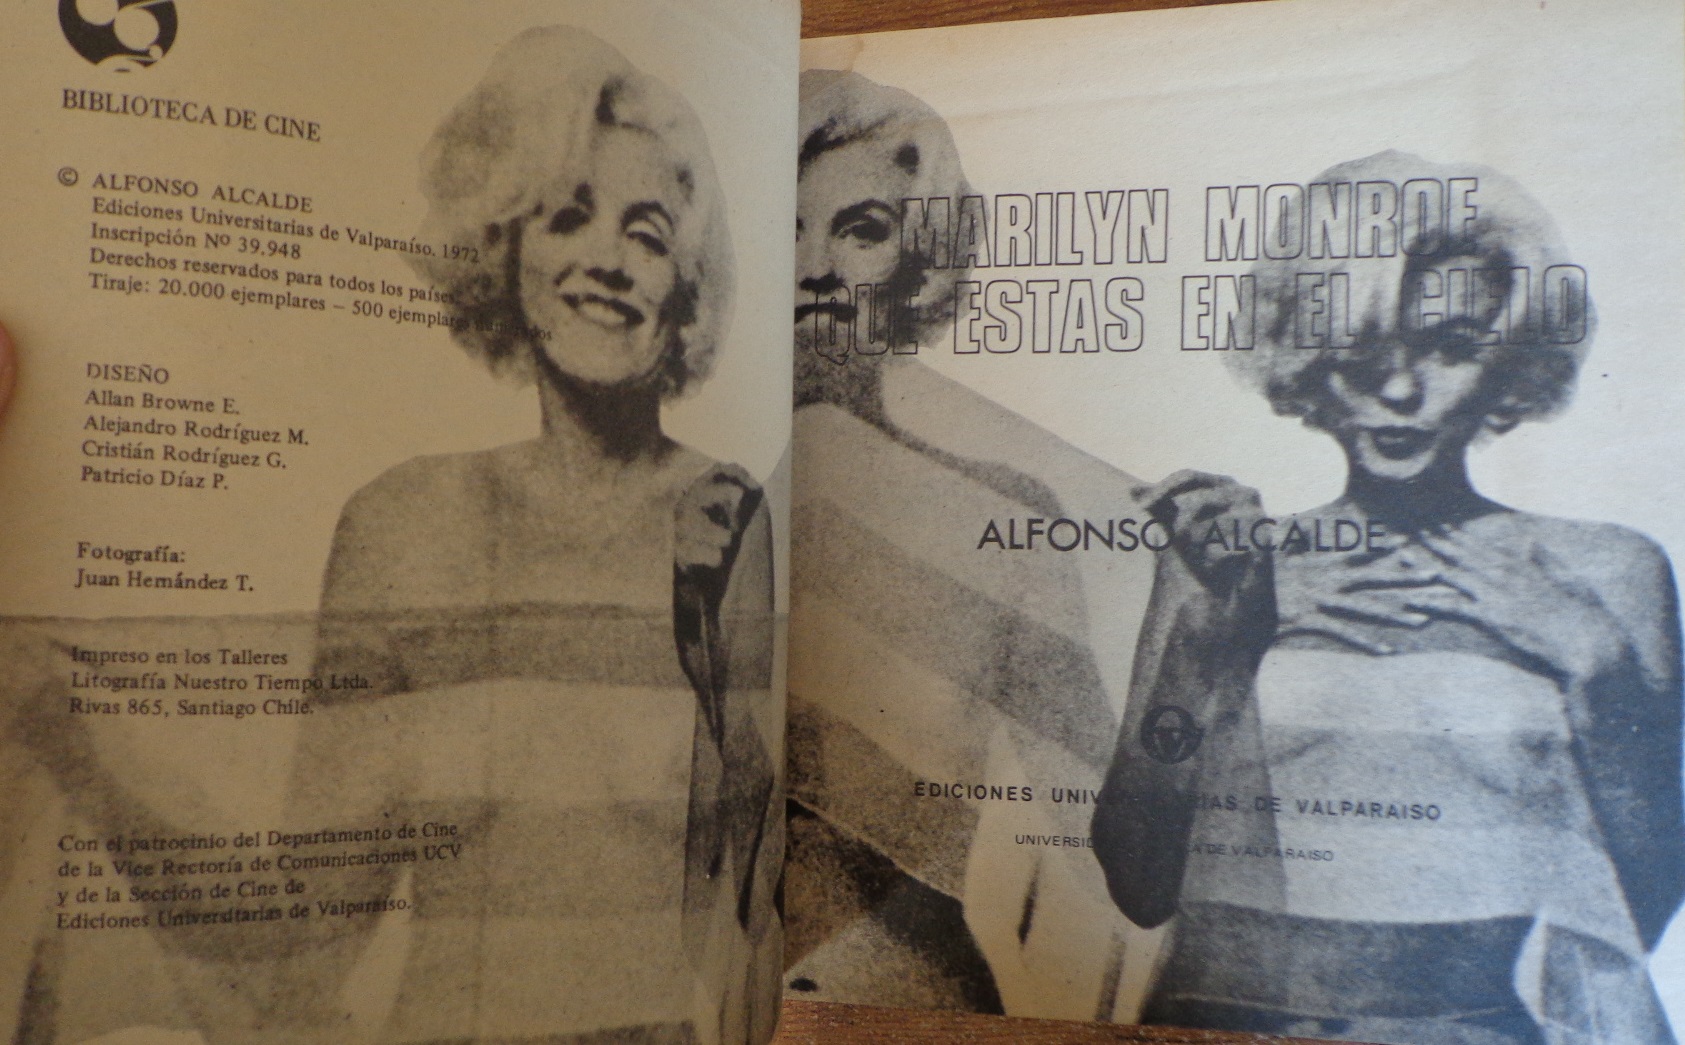 BIBLIOTECA DE CINE
© ALFONSO ALCALDE
Ediciones Universitarias de Valparaíso. 1972
Inscripción Nº 39.948
Derechos reservados para todos los países
Tiraje: 20.000 ejemplares – 500 ejemplares numerados
DISEÑO
Allan Browne E.
Alejandro Rodríguez M.
Cristián Rodríguez G.
Patricio Díaz P.
Fotografía:
Juan Hernández T.
Impreso en los Talleres
Litografía Nuestro Tiempo Ltda.
Rivas 865, Santiago Chile.
Con el patrocinio del Departamento de Cine
de la Vice Rectoría de Comunicaciones UCV
y de la Sección de Cine de
Ediciones Universitarias de Valparaíso.
MARILYN MONROE
QUE ESTAS EN EL CIELO
ALFONSO ALCALDE
EDICIONES UNIVERSITARIAS DE VALPARAISO
DE VALPARAISO